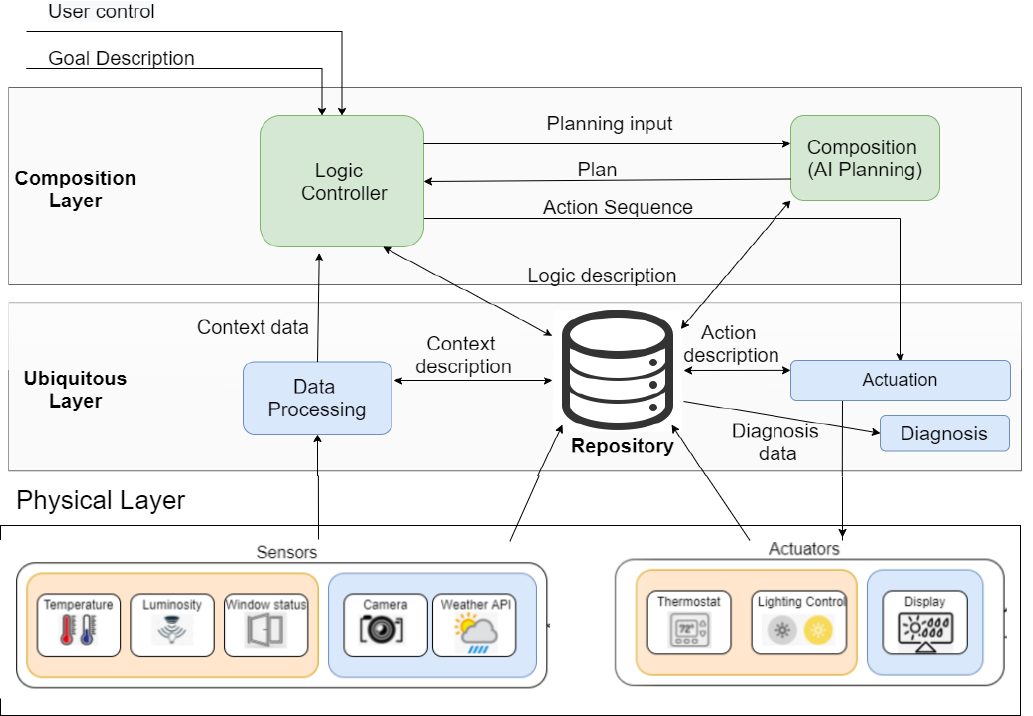 User control
Goal Description
Planning input
Logic
Controller
Composition
(AI Planning)
Plan
Composition
Layer
Action Sequence
Logic description
Context data
Context
description
Action
description
Ubiquitous
Layer
Data
Processing
Actuation
Repository
Diagnosis
data
Diagnosis
Physical Layer
Sensors
Actuators
Temperature
Luminosity
Window status
Camera
Weather API
Thermostat
72°
Lighting Control
Display